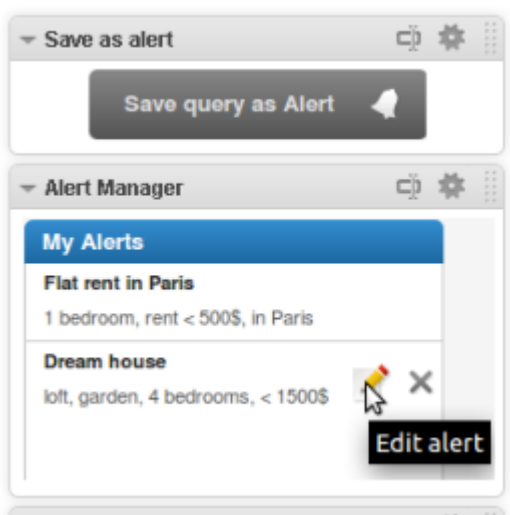 Save as alert
Save query as Alert
Alert Manager
My Alerts
Flat rent in Paris
1 bedroom, rent < 500$, in Paris
Dream house
loft, garden, 4 bedrooms, < 1500$
Edit alert